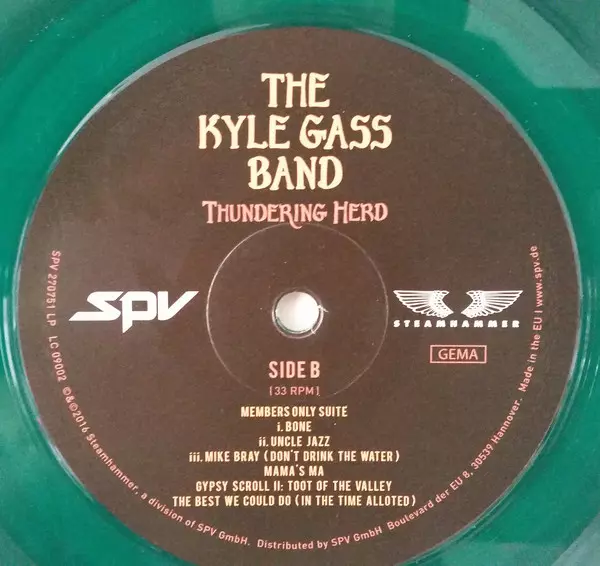 THE
KYLE GASS
BAND
THUNDERING HERD
SPV
STEAMHAMMER
GEMA
SIDE B
[33 RPM]
MEMBERS ONLY SUITE
i. BONE
ii. UNCLE JAZZ
iii. MIKE BRAY (DON'T DRINK THE WATER)
MAMA'S MA
GYPSY SCROLL II: TOOT OF THE VALLEY
THE BEST WE COULD DO (IN THE TIME ALLOTED)
SPV 270751 LP LC 09002 ℗&©2016 Steamhammer, a division of SPV GmbH. Distributed by SPV GmbH Boulevard der EU 8, 30539 Hannover. Made in the EU | www.spv.de